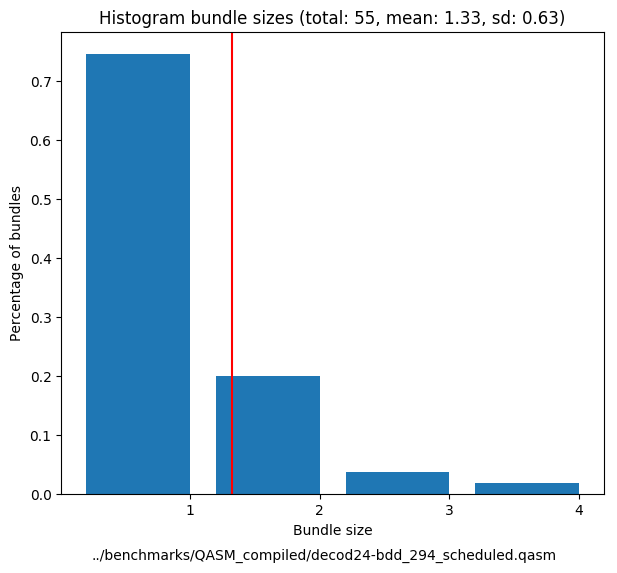 Histogram bundle sizes (total: 55, mean: 1.33, sd: 0.63)
0.7
0.6
0.5
0.4
0.3
0.2
0.1
0.0
Percentage of bundles
1 2 3 4
Bundle size
../benchmarks/QASM_compiled/decod24-bdd_294_scheduled.qasm